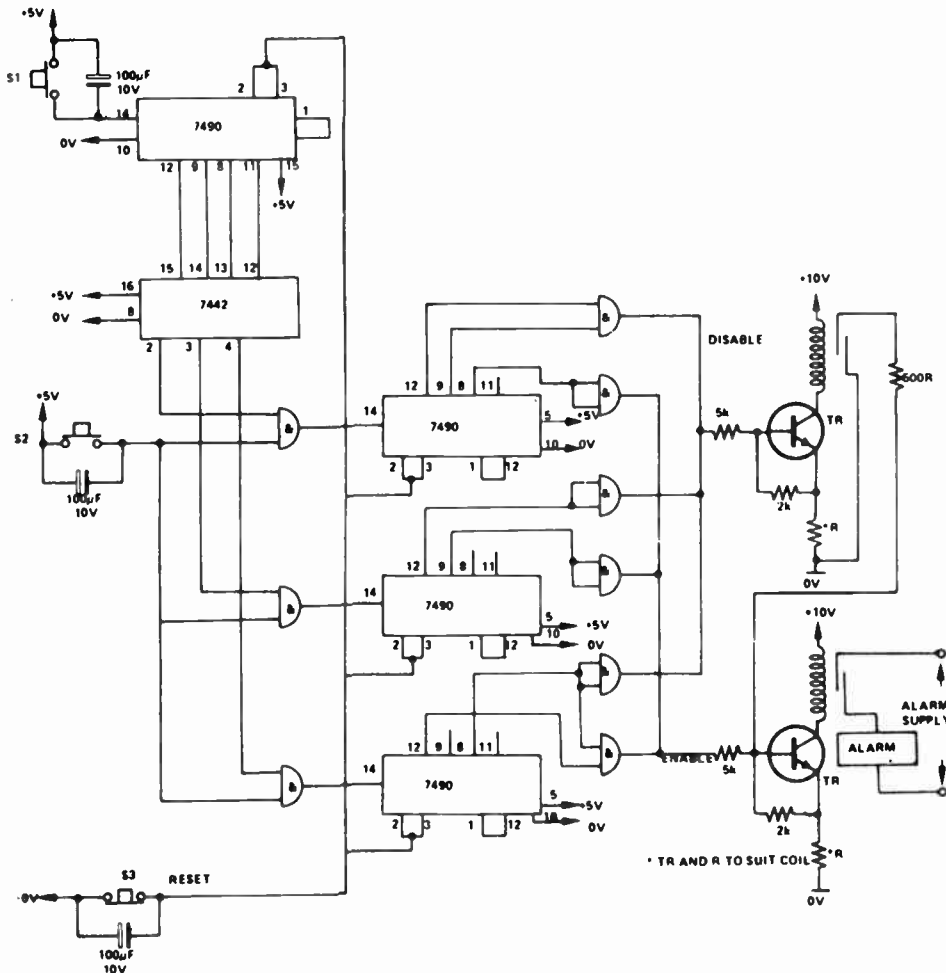 +5V
S1
100μF
10V
2
3
14
1
7490
0V
10
12
9
8
11
15
+5V
15
14
13
12
16
+5V
7442
8
0V
2
3
4
+5V
S2
100μF
10V
&
14
12
9
8
11
7490
5
+5V
10
0V
2
3
1
12
&
&
&
14
12
9
8
11
7490
5
+5V
10
0V
2
3
1
12
&
&
&
14
12
9
8
11
7490
5
+5V
10
0V
2
3
1
12
&
&
DISABLE
5k
2k
+10V
TR
*R
0V
500R
ENABLE
5k
2k
+10V
TR
*R
0V
ALARM
SUPPLY
ALARM
* TR AND R TO SUIT COIL
0V
S3
RESET
100μF
10V